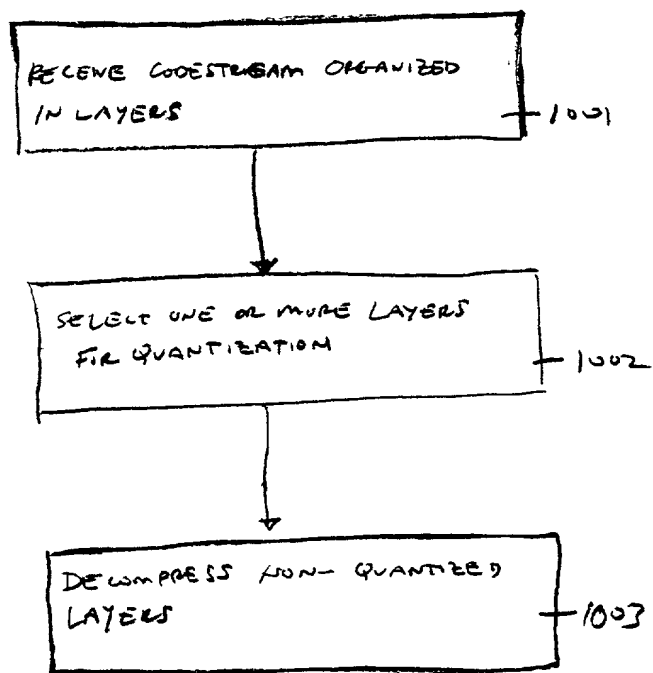 RECEIVE CODESTREAM ORGANIZED
IN LAYERS
1001
SELECT ONE OR MORE LAYERS
FOR QUANTIZATION
1002
DECOMPRESS NON- QUANTIZED
LAYERS
1003